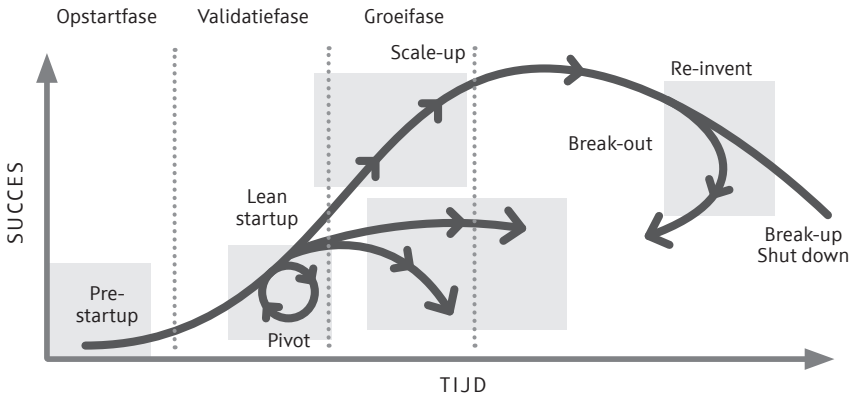 Opstartfase
Validatiefase
Groeifase
Scale-up
Re-invent
Break-out
Lean
startup
Break-up
Shut down
Pre-
startup
Pivot
SUCCES
TIJD